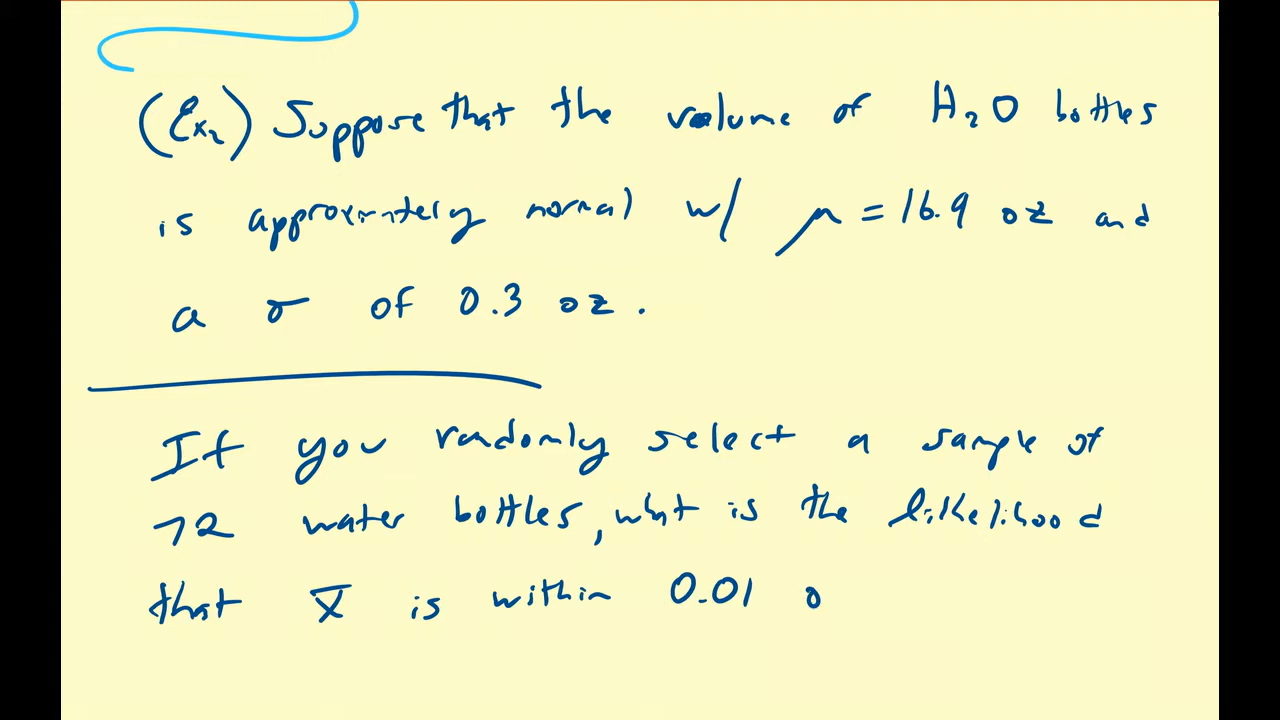 (Ex₂) Suppose that the volume of H₂O bottles
is approximately normal w/ μ = 16.9 oz and
a σ of 0.3 oz.
If you randomly select a sample of
72 water bottles, what is the likelihood
that X̅ is within 0.01 o